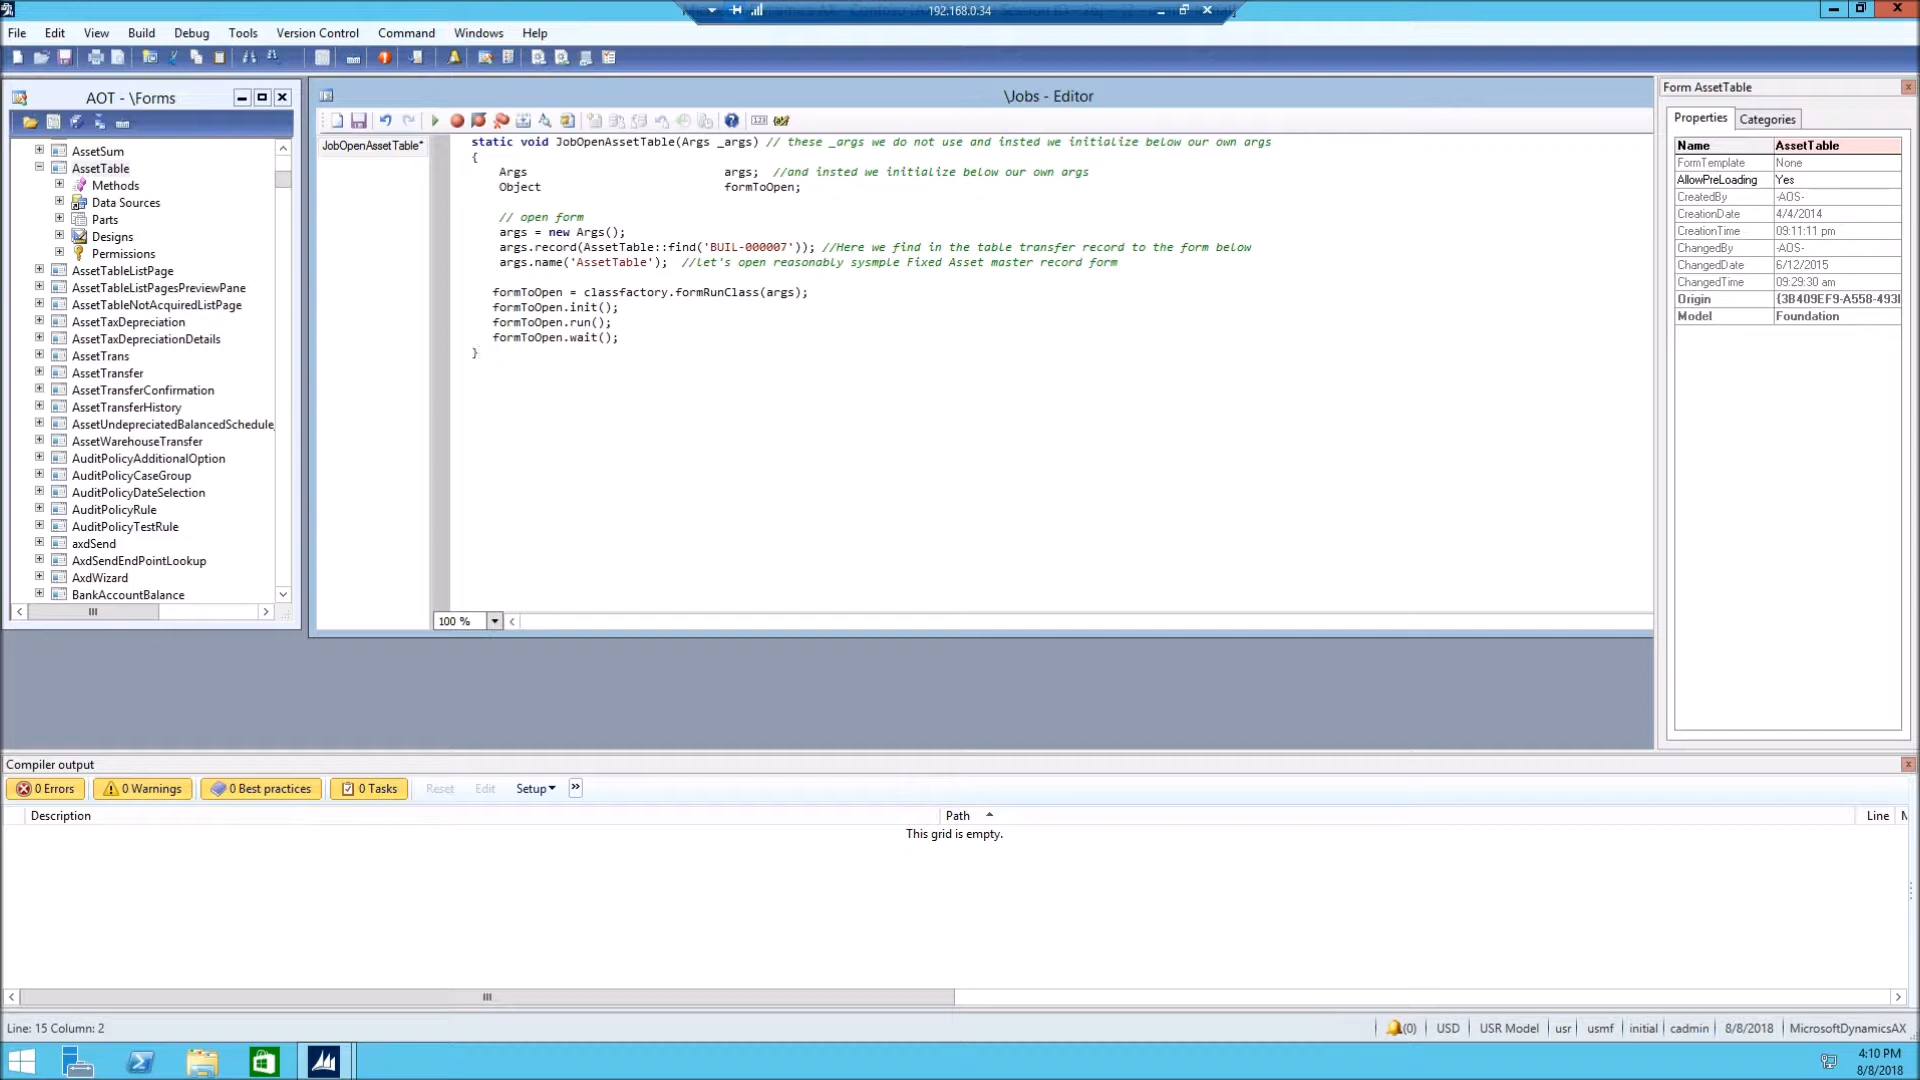 192.168.0.34
File Edit View Build Debug Tools Version Control Command Windows Help
AOT - \Forms
AssetSum
AssetTable
Methods
Data Sources
Parts
Designs
Permissions
AssetTableListPage
AssetTableListPagesPreviewPane
AssetTableNotAcquiredListPage
AssetTaxDepreciation
AssetTaxDepreciationDetails
AssetTrans
AssetTransfer
AssetTransferConfirmation
AssetTransferHistory
AssetUndepreciatedBalancedSchedule
AssetWarehouseTransfer
AuditPolicyAdditionalOption
AuditPolicyCaseGroup
AuditPolicyDateSelection
AuditPolicyRule
AuditPolicyTestRule
axdSend
AxdSendEndPointLookup
AxdWizard
BankAccountBalance
\Jobs - Editor
JobOpenAssetTable*
static void JobOpenAssetTable(Args _args) // these _args we do not use and insted we initialize below our own args
{
Args args; //and insted we initialize below our own args
Object formToOpen;
// open form
args = new Args();
args.record(AssetTable::find('BUIL-000007')); //Here we find in the table transfer record to the form below
args.name('AssetTable'); //let's open reasonably sysmple Fixed Asset master record form
formToOpen = classfactory.formRunClass(args);
formToOpen.init();
formToOpen.run();
formToOpen.wait();
}
100 %
Form AssetTable
Properties Categories
Name AssetTable
FormTemplate None
AllowPreLoading Yes
CreatedBy -AOS-
CreationDate 4/4/2014
CreationTime 09:11:11 pm
ChangedBy -AOS-
ChangedDate 6/12/2015
ChangedTime 09:29:30 am
Origin {3B409EF9-A558-493
Model Foundation
Compiler output
0 Errors 0 Warnings 0 Best practices 0 Tasks Reset Edit Setup
Description Path Line
This grid is empty.
Line: 15 Column: 2
(0) USD USR Model usr usmf initial cadmin 8/8/2018 MicrosoftDynamicsAX
4:10 PM
8/8/2018